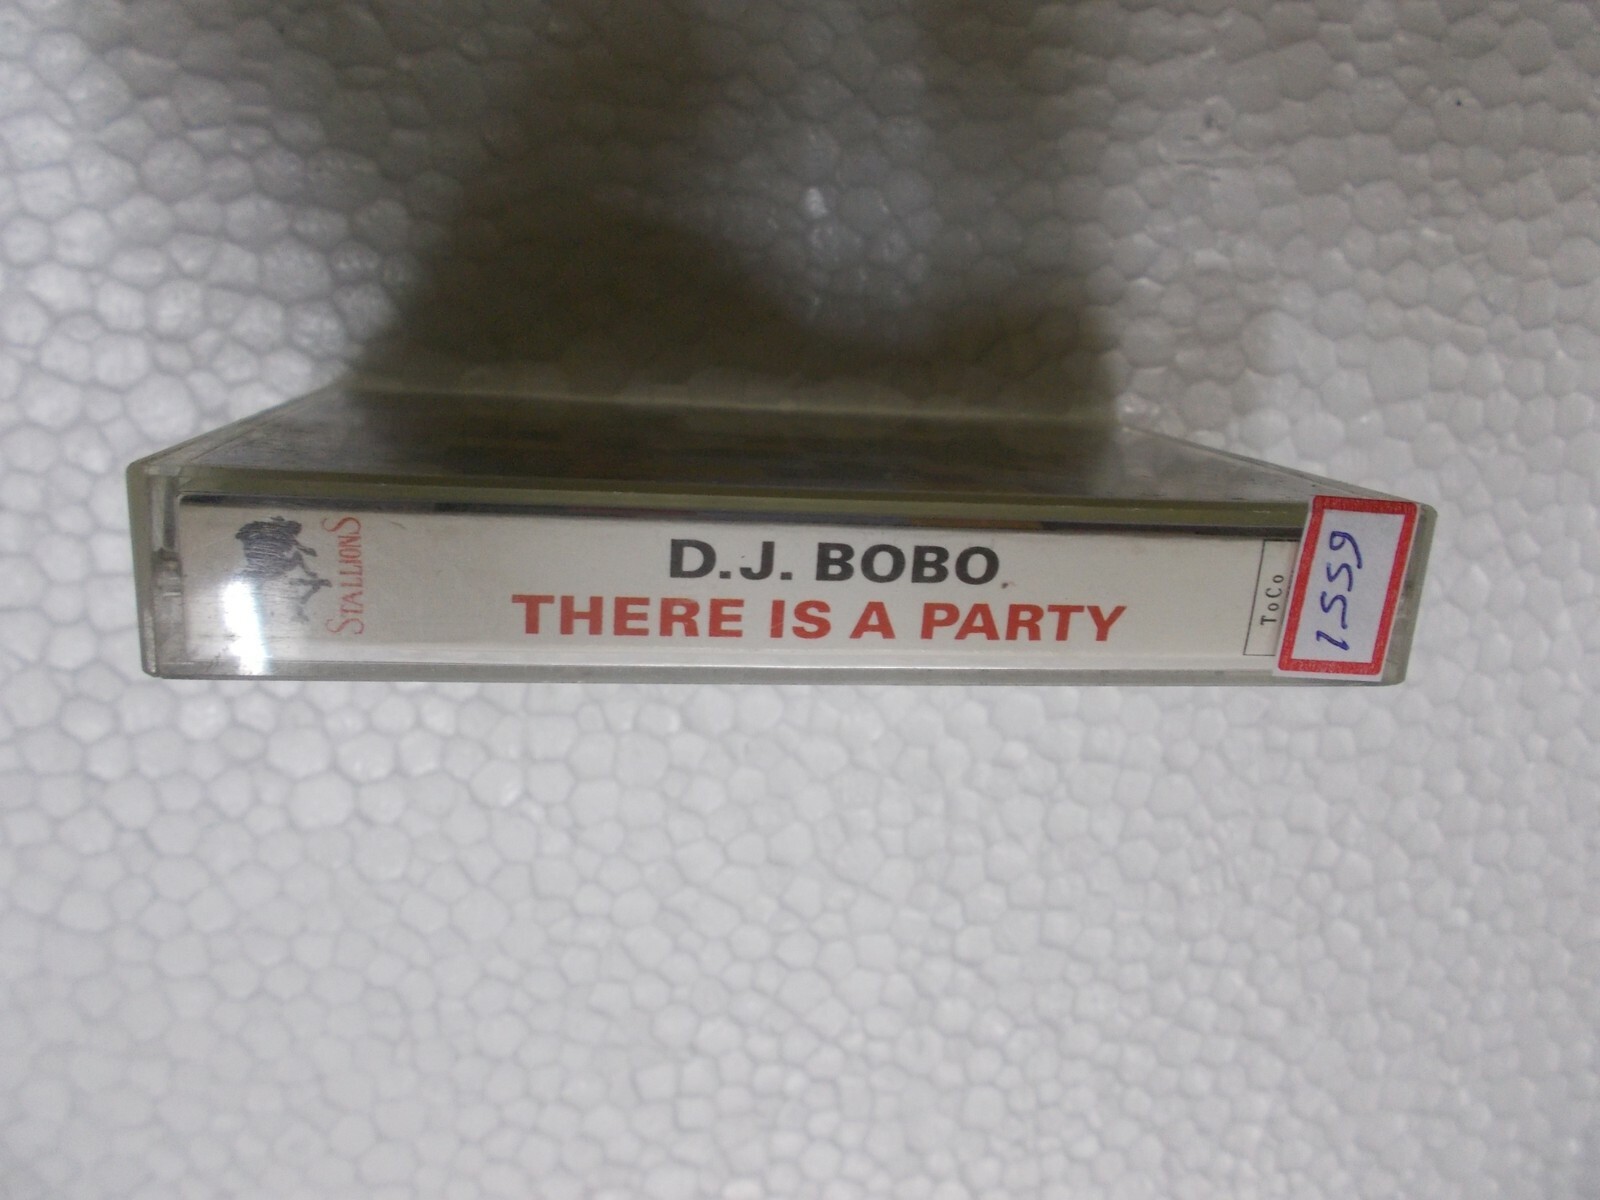 STALLIONS
D.J. BOBO
THERE IS A PARTY
ToCo
1559